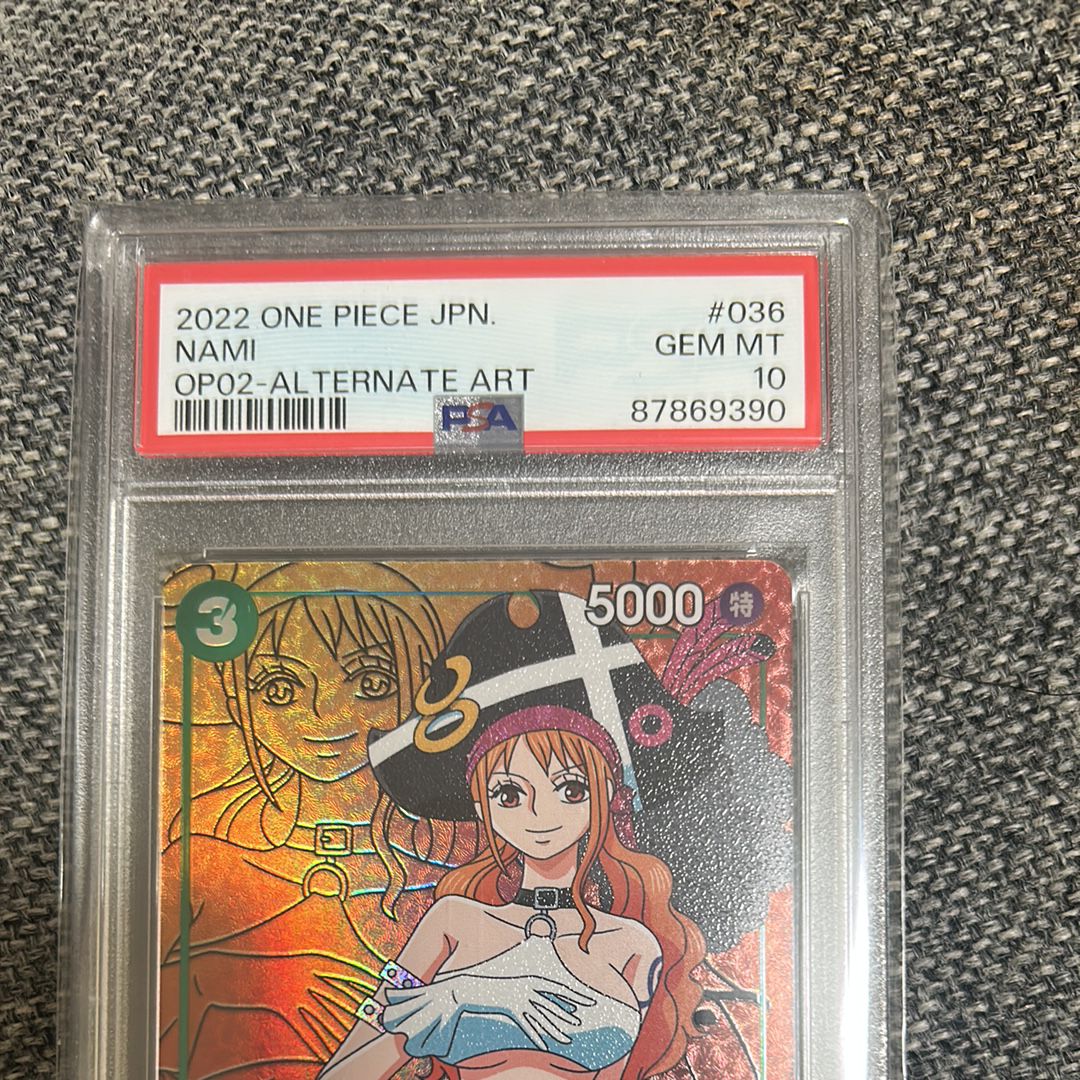 2022 ONE PIECE JPN. #036
NAMI GEM MT
OP02-ALTERNATE ART 10
PSA 87869390
3 5000 特